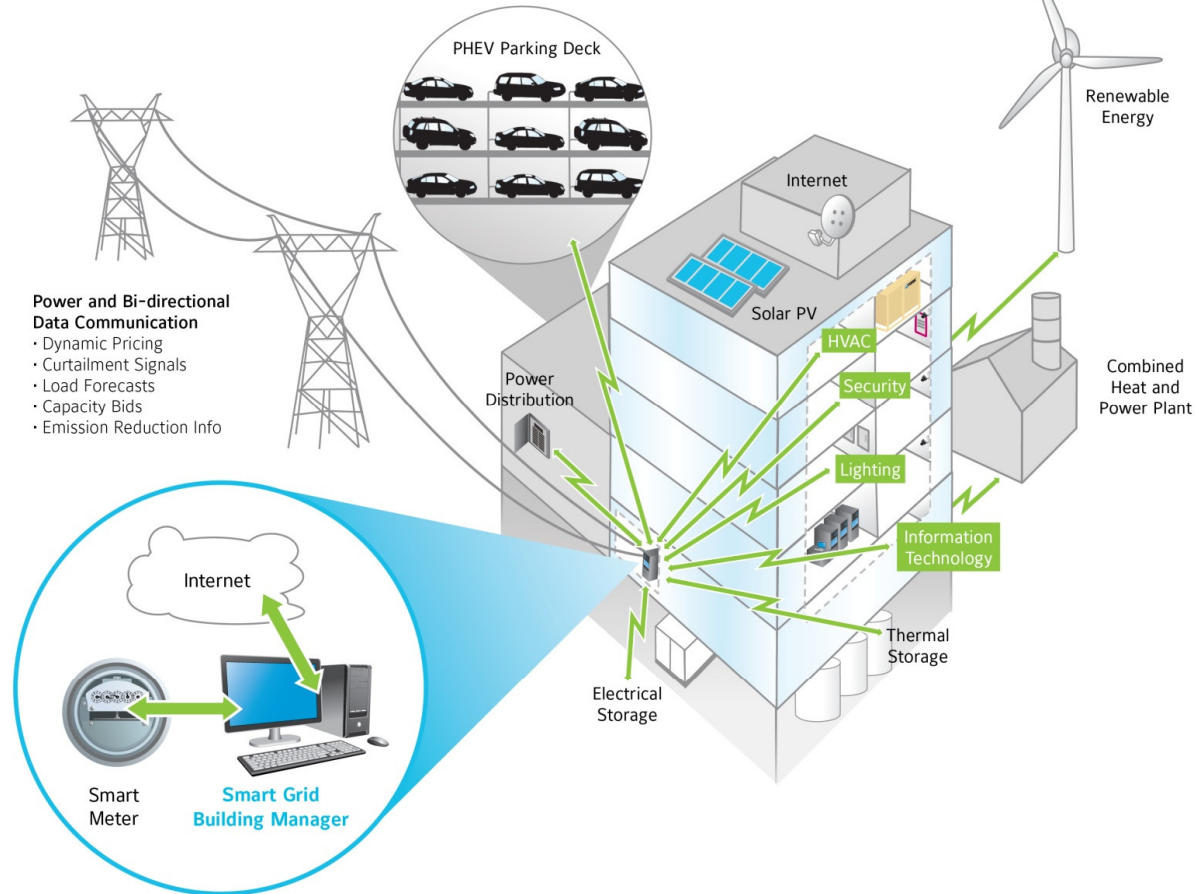 PHEV Parking Deck
Renewable
Energy
Internet
Power and Bi-directional
Data Communication
· Dynamic Pricing
· Curtailment Signals
· Load Forecasts
· Capacity Bids
· Emission Reduction Info
Solar PV
HVAC
Power
Distribution
Security
Combined
Heat and
Power Plant
Lighting
Information
Technology
Internet
Thermal
Storage
Electrical
Storage
Smart
Meter
Smart Grid
Building Manager